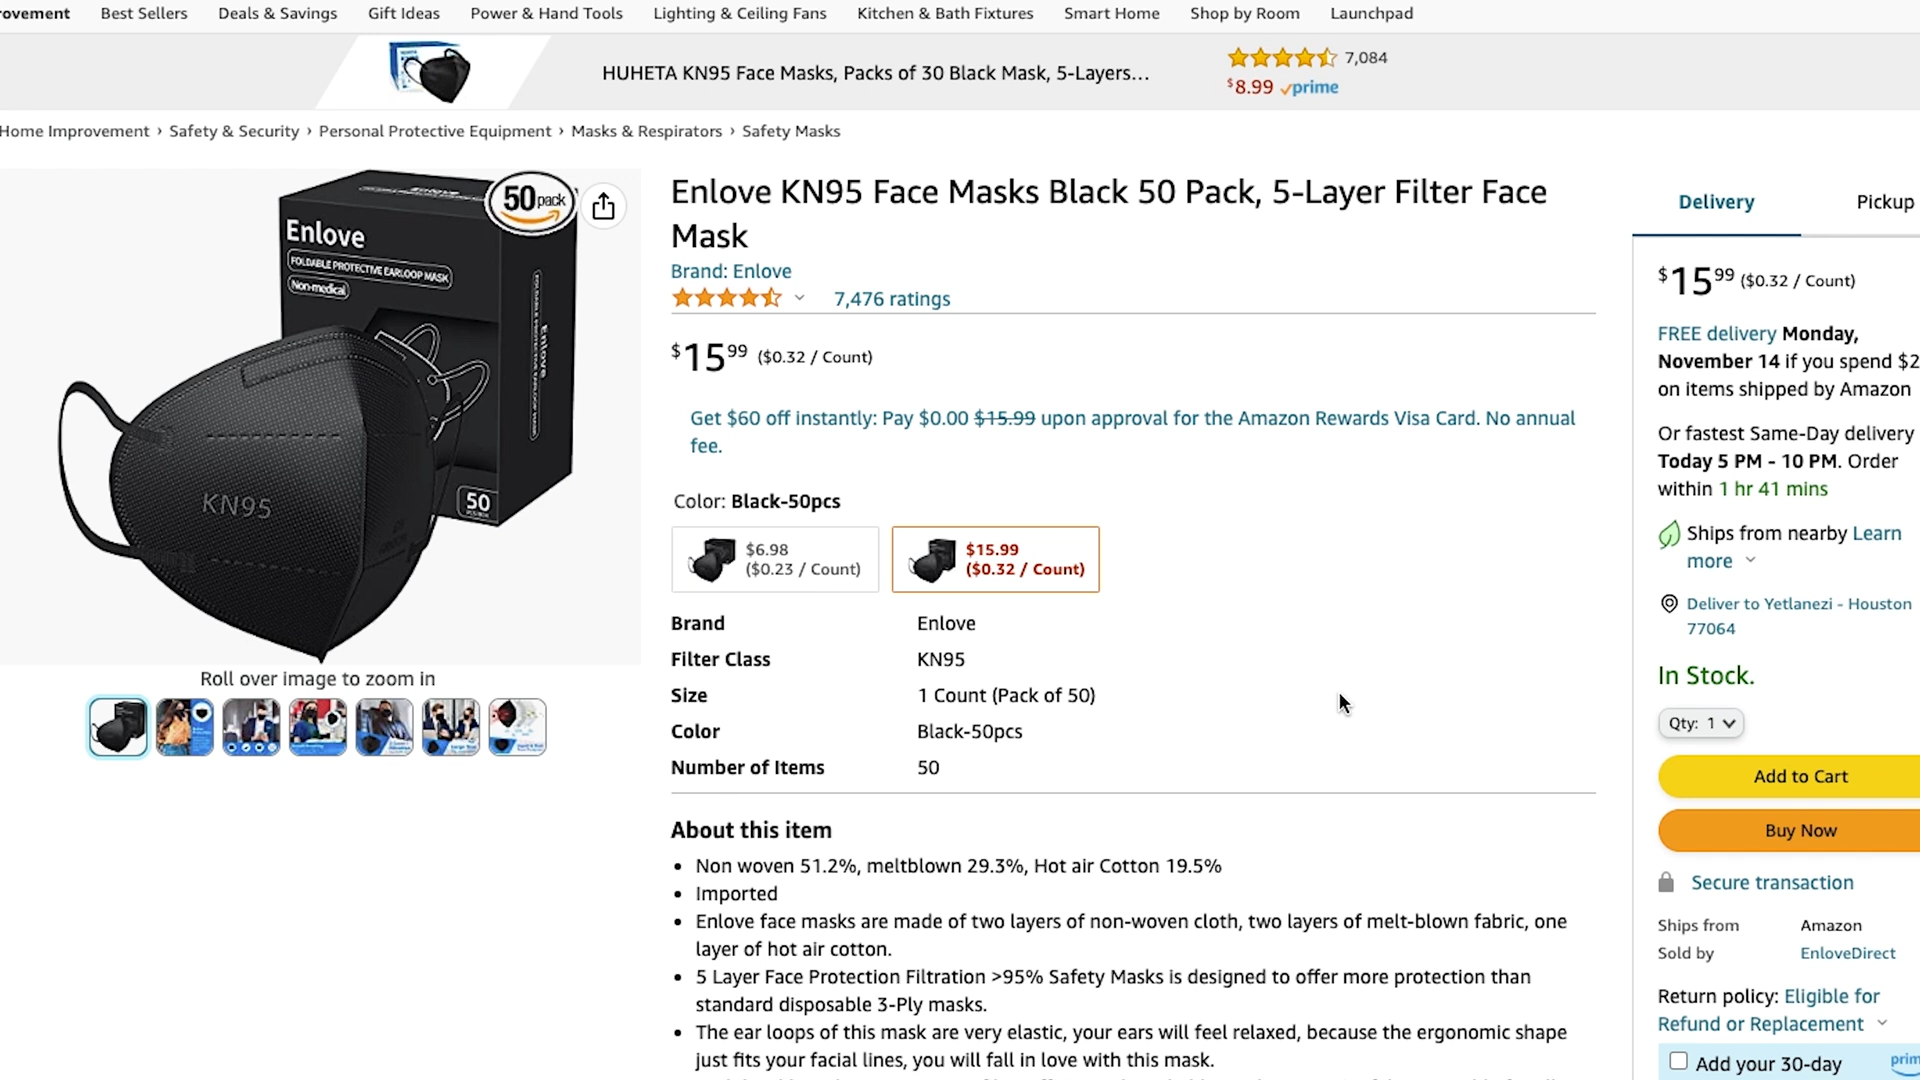 rovement Best Sellers Deals & Savings Gift Ideas Power & Hand Tools Lighting & Ceiling Fans Kitchen & Bath Fixtures Smart Home Shop by Room Launchpad
HUHETA KN95 Face Masks, Packs of 30 Black Mask, 5-Layers...
7,084
$8.99 prime
Home Improvement › Safety & Security › Personal Protective Equipment › Masks & Respirators › Safety Masks
50 pack
Enlove
FOLDABLE PROTECTIVE EARLOOP MASK
Non-medical
Enlove
KN95
50
Roll over image to zoom in
Enlove KN95 Face Masks Black 50 Pack, 5-Layer Filter Face
Mask
Brand: Enlove
7,476 ratings
$15 99 ($0.32 / Count)
Get $60 off instantly: Pay $0.00 $15.99 upon approval for the Amazon Rewards Visa Card. No annual
fee.
Color: Black-50pcs
$6.98
($0.23 / Count)
$15.99
($0.32 / Count)
Brand Enlove
Filter Class KN95
Size 1 Count (Pack of 50)
Color Black-50pcs
Number of Items 50
About this item
• Non woven 51.2%, meltblown 29.3%, Hot air Cotton 19.5%
• Imported
• Enlove face masks are made of two layers of non-woven cloth, two layers of melt-blown fabric, one
layer of hot air cotton.
• 5 Layer Face Protection Filtration >95% Safety Masks is designed to offer more protection than
standard disposable 3-Ply masks.
• The ear loops of this mask are very elastic, your ears will feel relaxed, because the ergonomic shape
just fits your facial lines, you will fall in love with this mask.
Delivery Pickup
$15 99 ($0.32 / Count)
FREE delivery Monday,
November 14 if you spend $2
on items shipped by Amazon
Or fastest Same-Day delivery
Today 5 PM - 10 PM. Order
within 1 hr 41 mins
Ships from nearby Learn
more
Deliver to Yetlanezi - Houston
77064
In Stock.
Qty: 1
Add to Cart
Buy Now
Secure transaction
Ships from Amazon
Sold by EnloveDirect
Return policy: Eligible for
Refund or Replacement
Add your 30-day prim